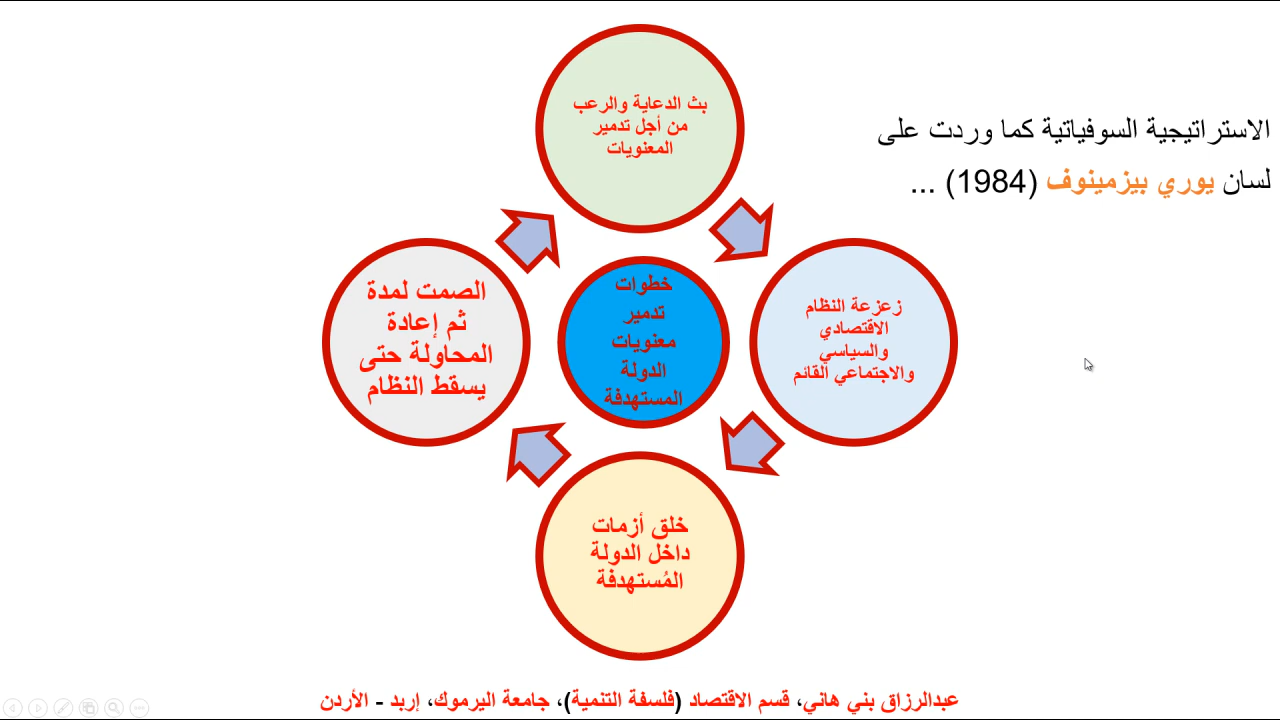 الاستراتيجية السوفياتية كما وردت على
لسان يوري بيزمينوف (1984) ...
بث الدعاية والرعب
من أجل تدمير
المعنويات
زعزعة النظام
الاقتصادي
والسياسي
والاجتماعي القائم
خلق أزمات
داخل الدولة
المُستهدفة
الصمت لمدة
ثم إعادة
المحاولة حتى
يسقط النظام
خطوات
تدمير
معنويات
الدولة
المستهدفة
عبدالرزاق بني هاني، قسم الاقتصاد (فلسفة التنمية)، جامعة اليرموك، إربد - الأردن